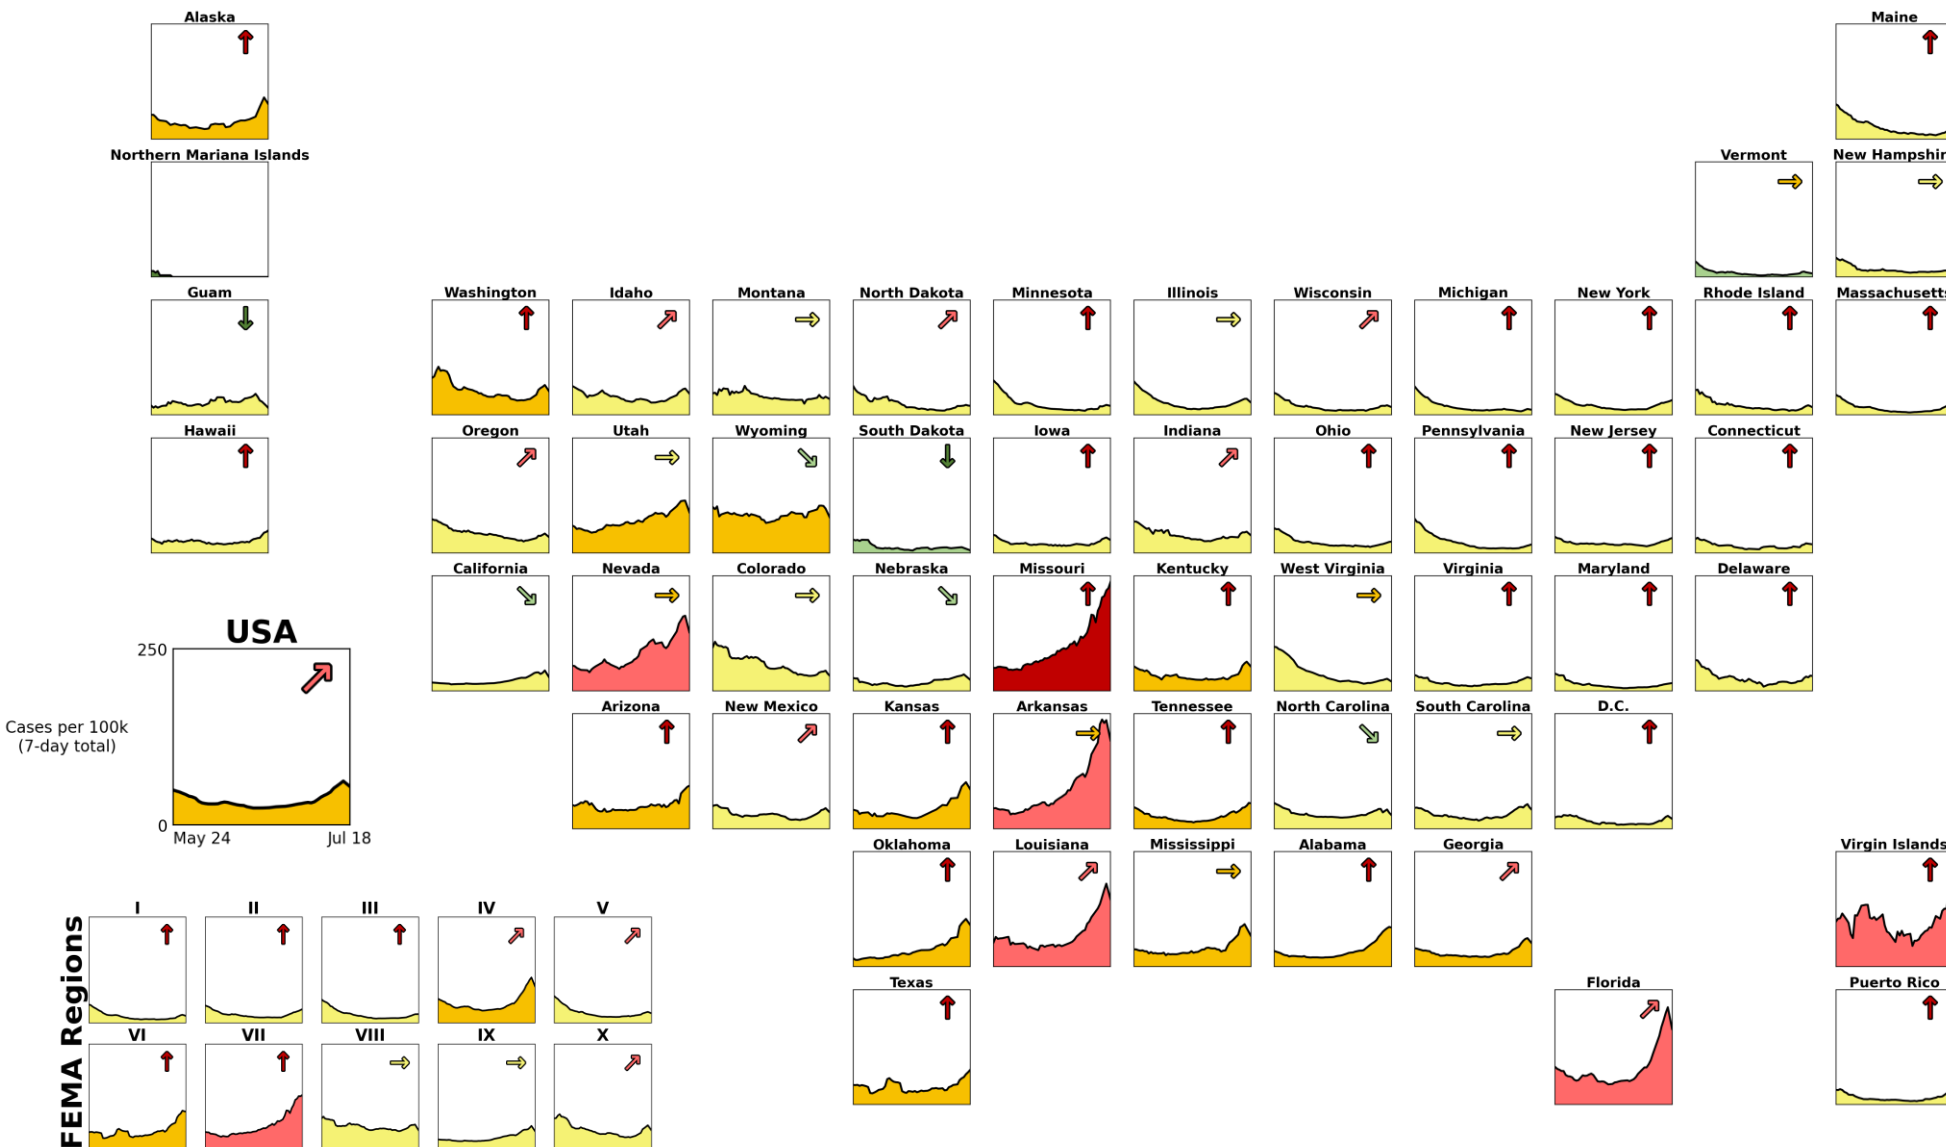 Alaska
Maine
Northern Mariana Islands
Vermont
New Hampshir
Guam
Washington
Idaho
Montana
North Dakota
Minnesota
Illinois
Wisconsin
Michigan
New York
Rhode Island
Massachusetts
Hawaii
Oregon
Utah
Wyoming
South Dakota
Iowa
Indiana
Ohio
Pennsylvania
New Jersey
Connecticut
California
Nevada
Colorado
Nebraska
Missouri
Kentucky
West Virginia
Virginia
Maryland
Delaware
USA
250
Cases per 100k
(7-day total)
0
May 24
Jul 18
Arizona
New Mexico
Kansas
Arkansas
Tennessee
North Carolina
South Carolina
D.C.
Oklahoma
Louisiana
Mississippi
Alabama
Georgia
Virgin Islands
Texas
Florida
Puerto Rico
FEMA Regions
I
II
III
IV
V
VI
VII
VIII
IX
X